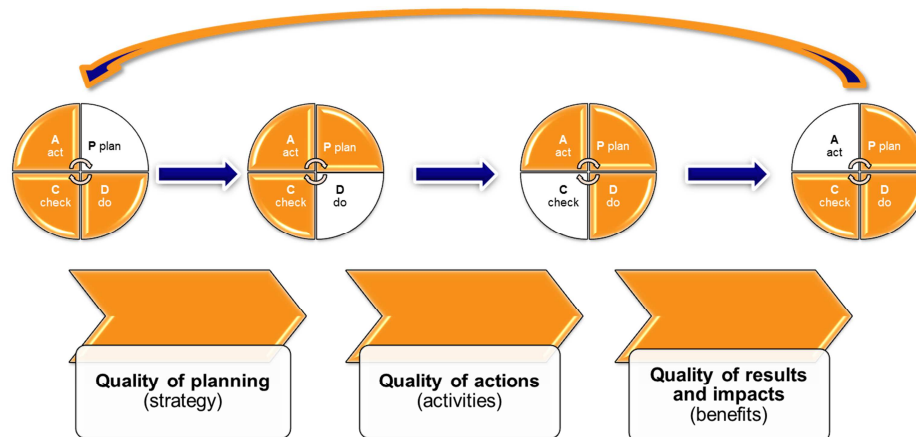 A
act
P plan
C
check
D
do
A
act
P plan
C
check
D
do
A
act
P plan
C
check
D
do
A
act
P plan
C
check
D
do
Quality of planning
(strategy)
Quality of actions
(activities)
Quality of results
and impacts
(benefits)